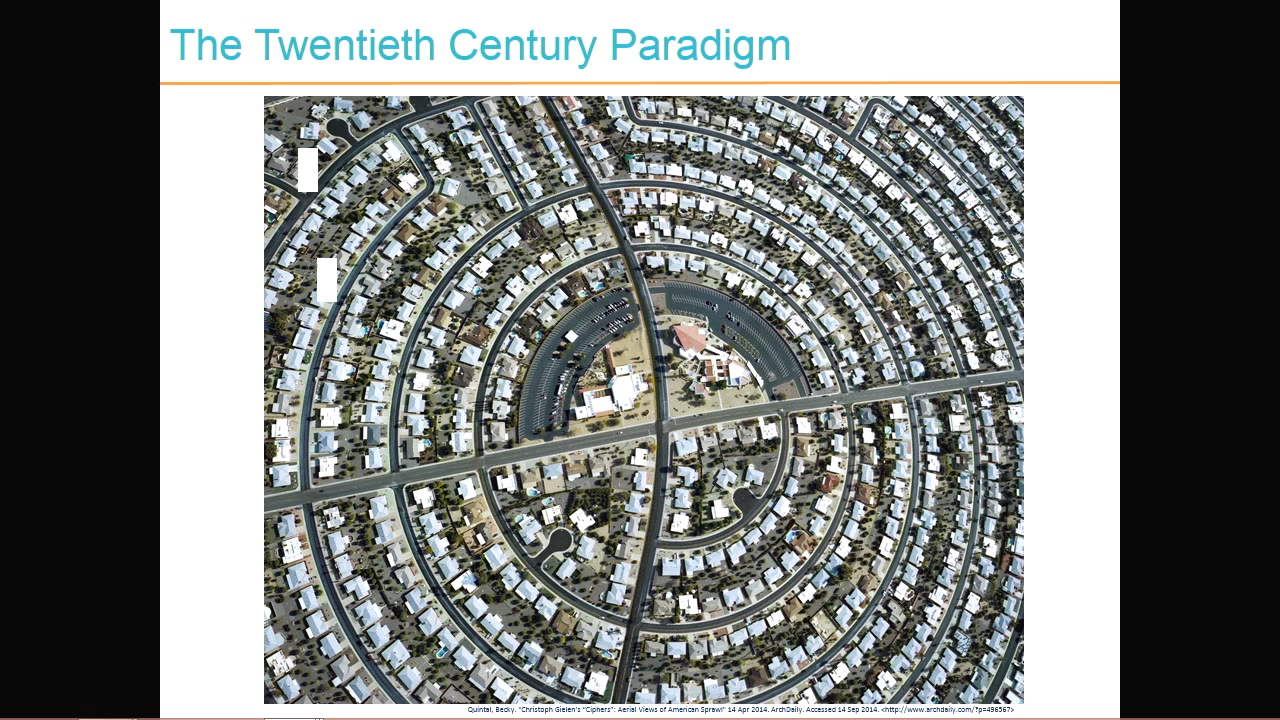 The Twentieth Century Paradigm
Quintal, Becky. "Christoph Gielen's "Ciphers": Aerial Views of American Sprawl" 14 Apr 2014. ArchDaily. Accessed 14 Sep 2014. <http://www.archdaily.com/?p=496567>